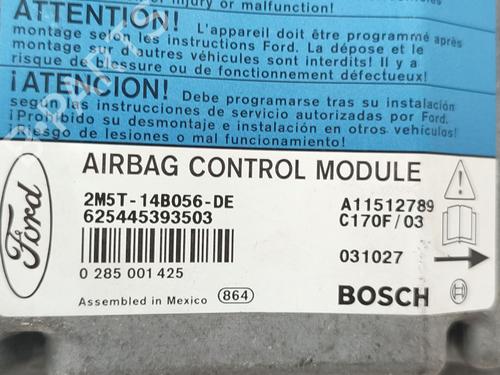 injury or malfunction!
ATTENTION! L'appareil doit être programmé après
montage selon les instructions Ford. La dépose et le
montage sur d'autres véhicules sont interdits! Il y a
risque de blessure ou de fonctionnement défectueux!
¡ATENCION! Debe programarse tras su instalación
según las instrucciones de servicio autorizadas por Ford.
¡Prohibido su desmontaje e instalación en otros vehículos!
¡Riesgo de lesiones o mal funcionamiento!
AIRBAG CONTROL MODULE
Ford
2M5T-14B056-DE A11512789
625445393503 C170F/03
031027
0 285 001 425
Assembled in Mexico 864 BOSCH